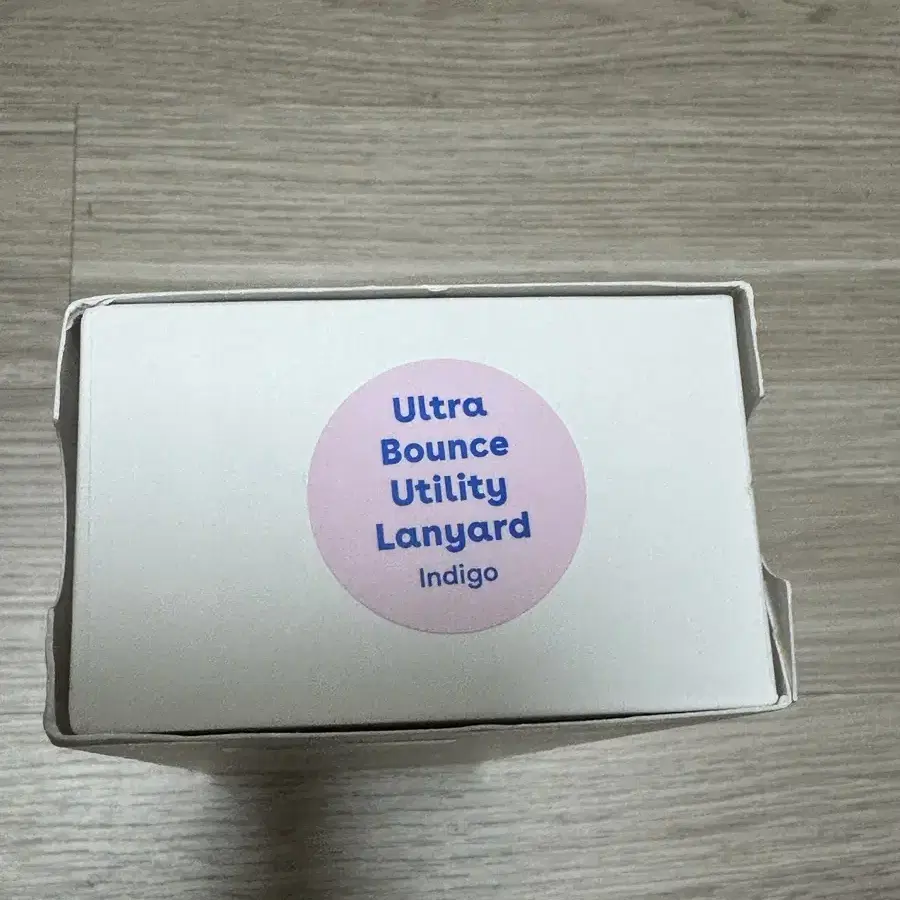 Ultra
Bounce
Utility
Lanyard
Indigo